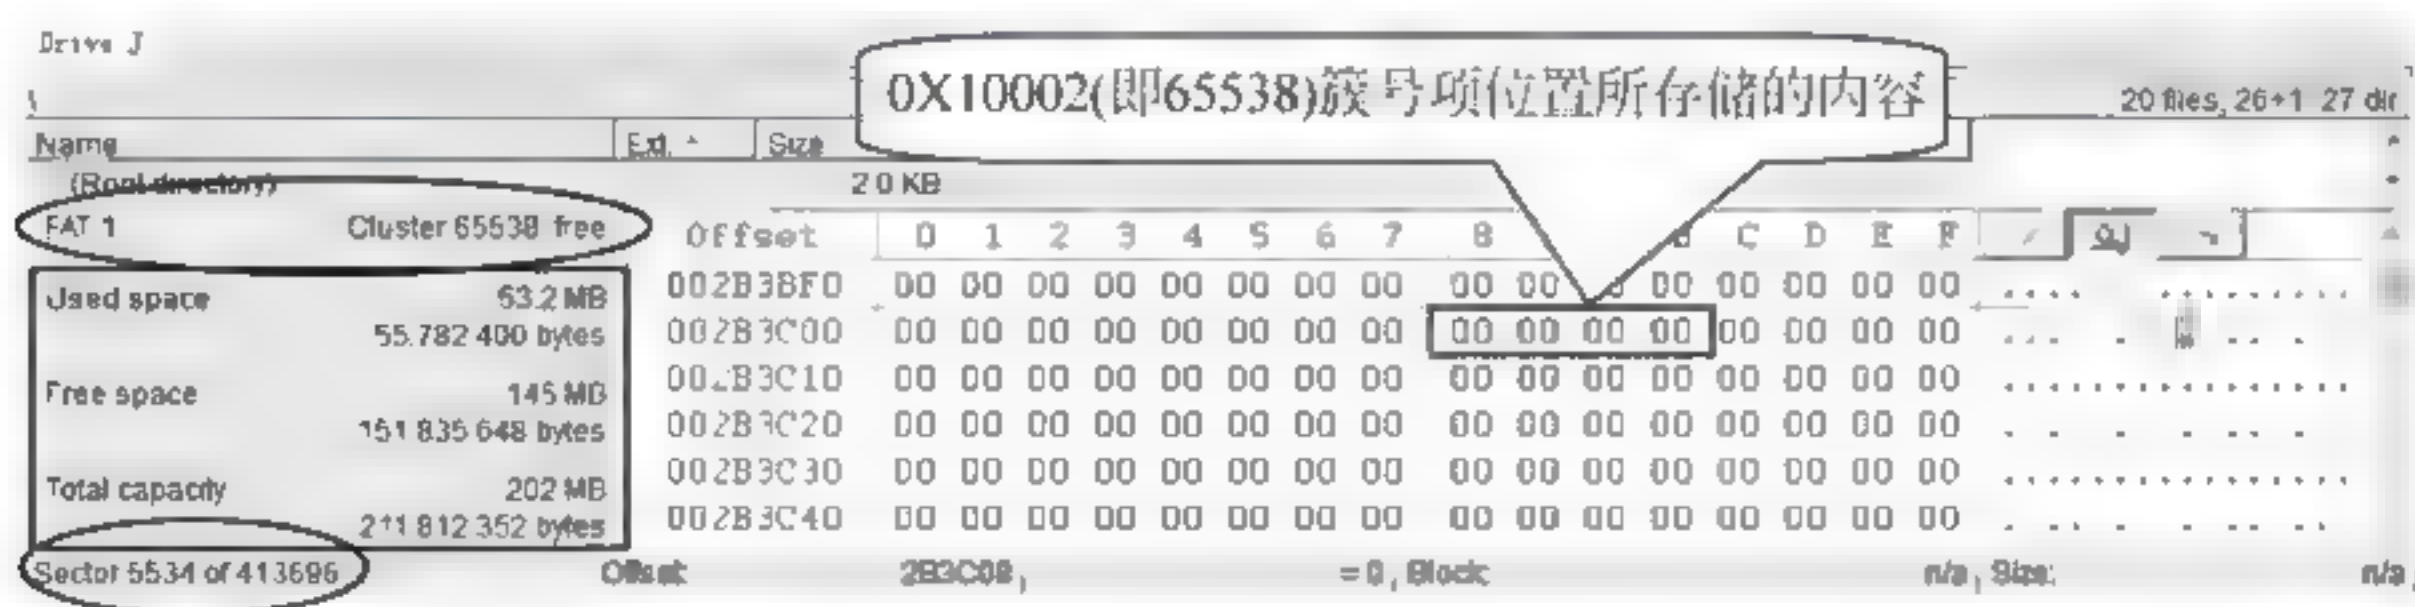 Drive J
0X10002(即65538)簇号项位置所存储的内容
\ 20 files, 26+1 27 dir
Name Ext. Size
(Root directory) 2 0 KB
FAT 1 Cluster 65538 free
Offset 0 1 2 3 4 5 6 7 8 B C D E F
Used space 53.2 MB
002B3BF0 00 00 00 00 00 00 00 00 00 00 00 00 00 00 00
55.782 400 bytes
002B3C00 00 00 00 00 00 00 00 00 00 00 00 00 00 00 00 00
Free space 145 MB
002B3C10 00 00 00 00 00 00 00 00 00 00 00 00 00 00 00 00
151 835 648 bytes
002B3C20 00 00 00 00 00 00 00 00 00 00 00 00 00 00 00 00
002B3C30 00 00 00 00 00 00 00 00 00 00 00 00 00 00 00 00
Total capacity 202 MB
211 812 352 bytes
002B3C40 00 00 00 00 00 00 00 00 00 00 00 00 00 00 00 00
Sector 5534 of 413696 Offset: 2B3C08, = 0, Block: n/a, Size: n/a,